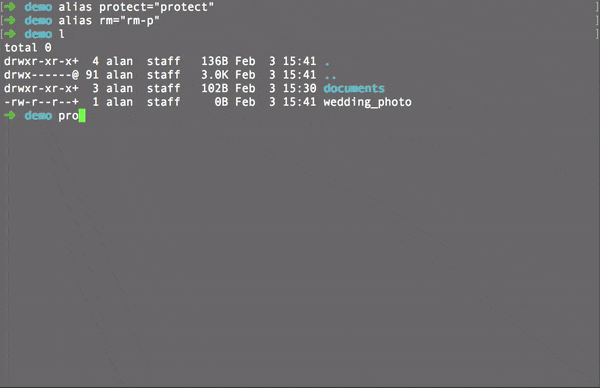 [➜ demo alias protect="protect" ]
[➜ demo alias rm="rm-p" ]
[➜ demo l ]
total 0
drwxr-xr-x+  4 alan  staff   136B Feb  3 15:41 .
drwx------@ 91 alan  staff   3.0K Feb  3 15:41 ..
drwxr-xr-x+  3 alan  staff   102B Feb  3 15:30 documents
-rw-r--r--+  1 alan  staff     0B Feb  3 15:41 wedding_photo
➜ demo pro